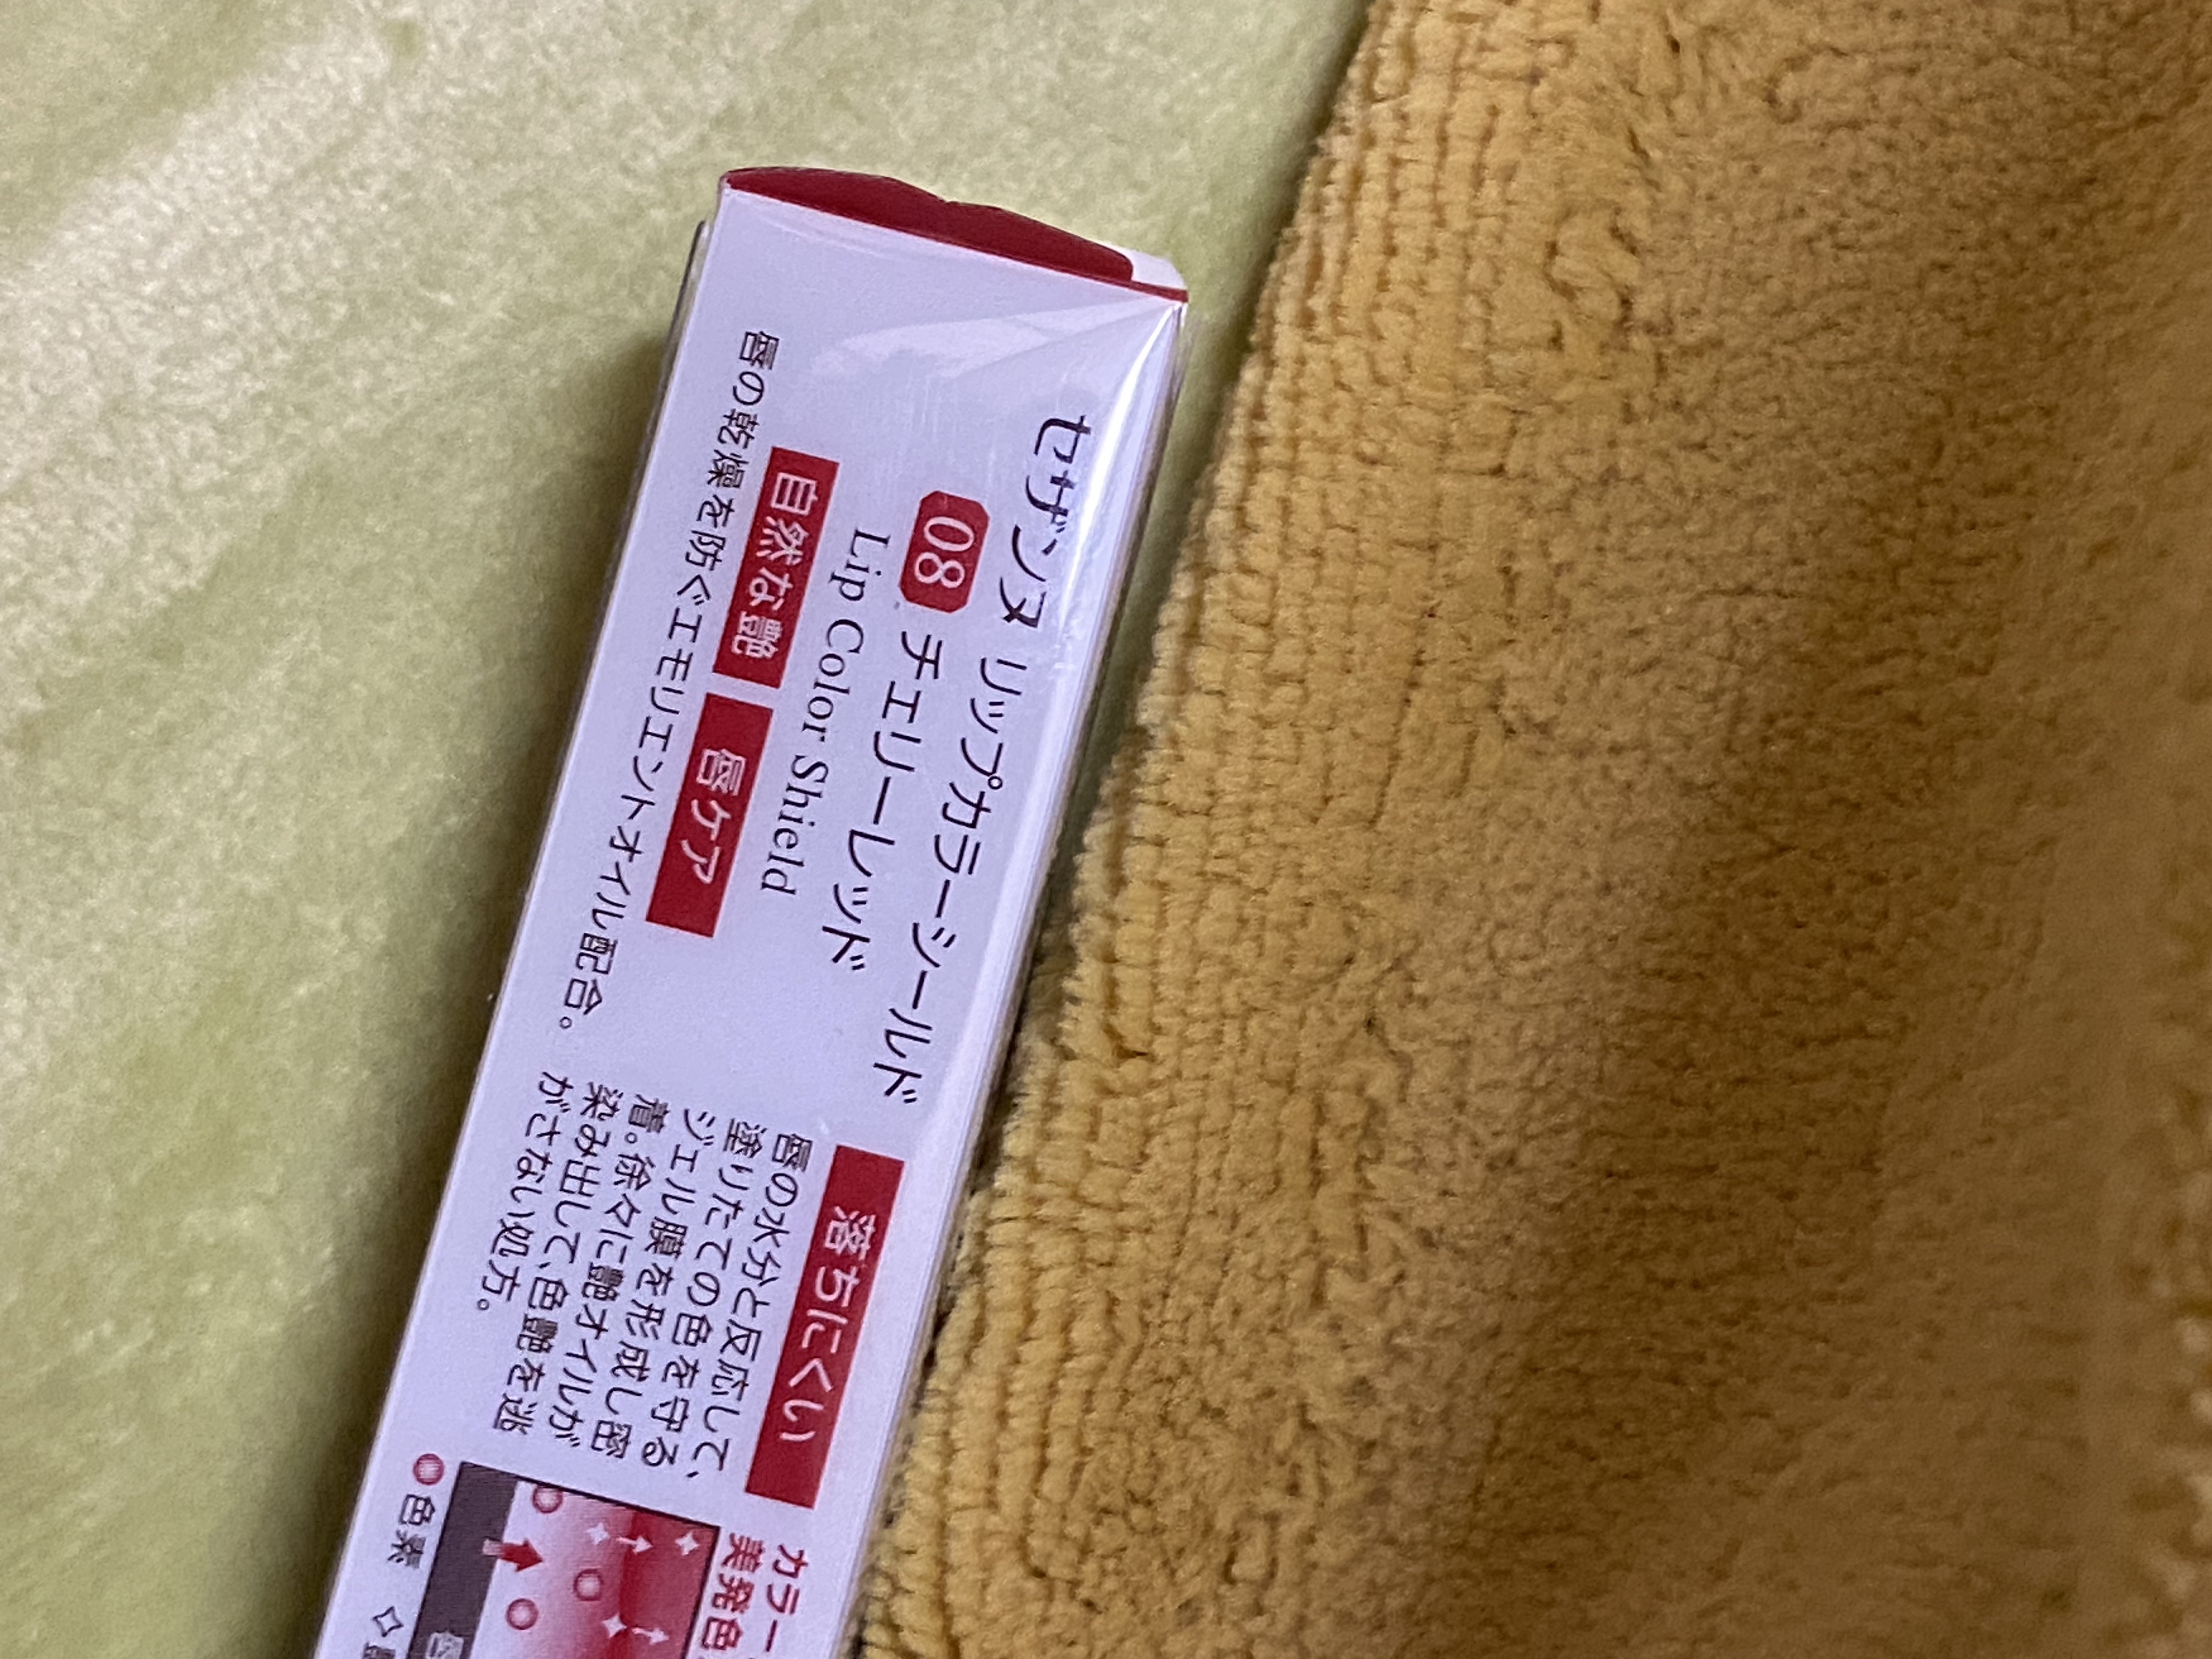 セザンヌ リップカラーシールド
08 チェリーレッド
Lip Color Shield
自然な艶 唇ケア
唇の乾燥を防ぐエモリエントオイル配合。
落ちにくい
唇の水分と反応して、
塗りたての色を守る
ジェル膜を形成し密
着。徐々に艶オイルが
染み出して、色艶を逃
がさない処方。
カラー
美発色
色素